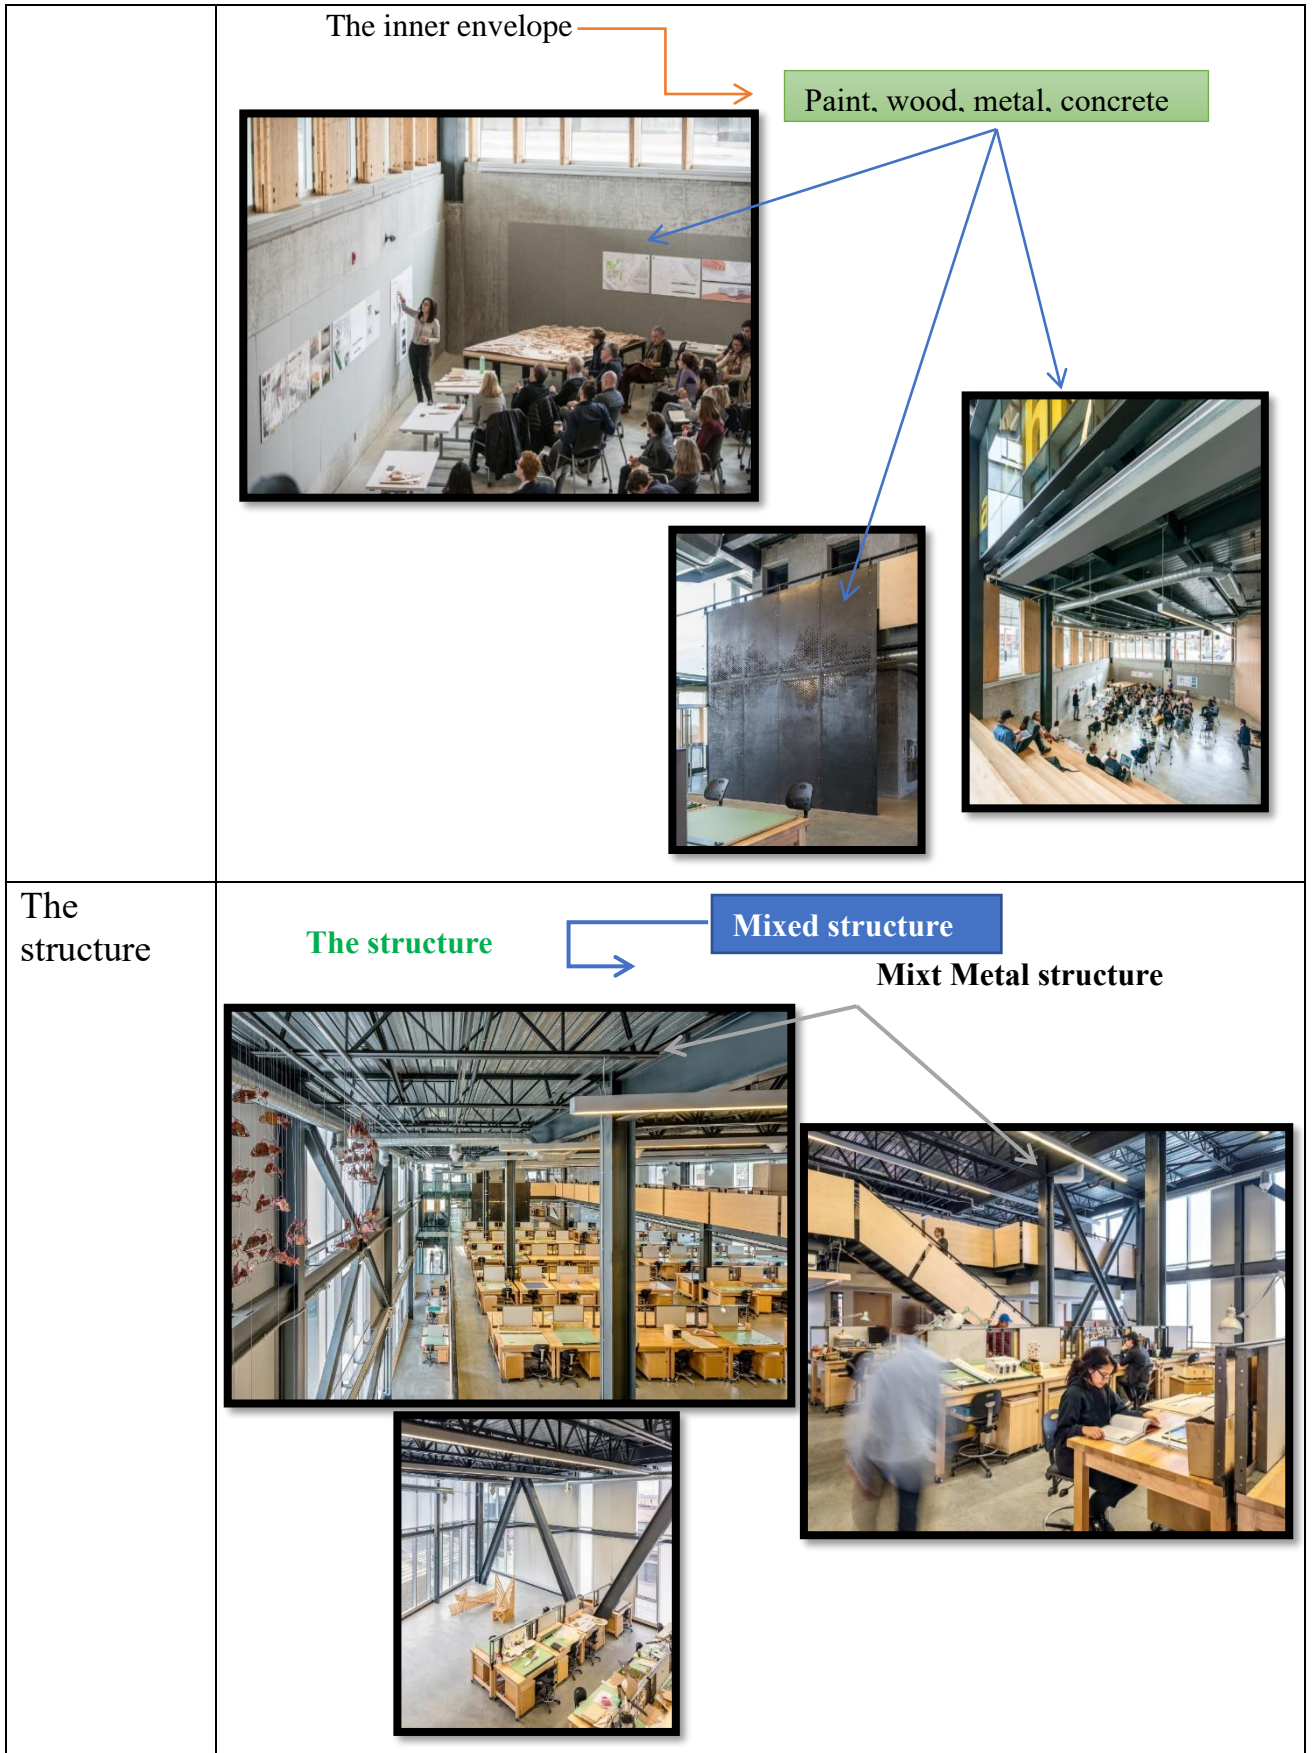 The inner envelope
Paint, wood, metal, concrete
The
structure
The structure
Mixed structure
Mixt Metal structure